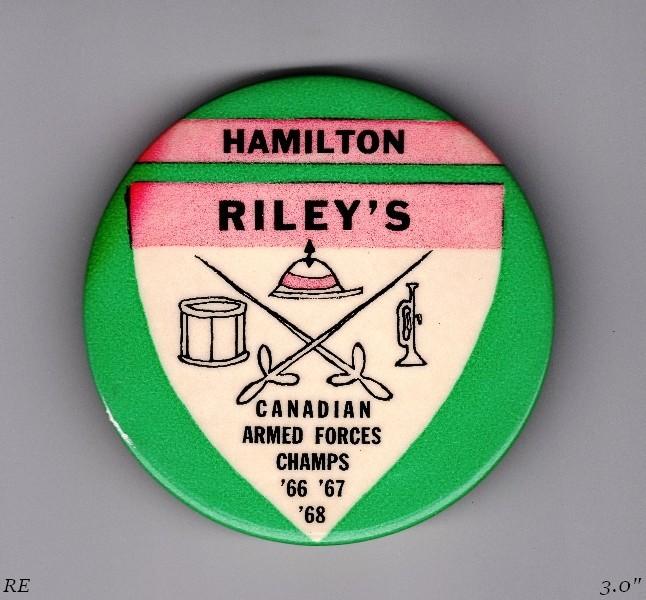 HAMILTON
RILEY'S
CANADIAN
ARMED FORCES
CHAMPS
'66 '67
'68
RE
3.0"